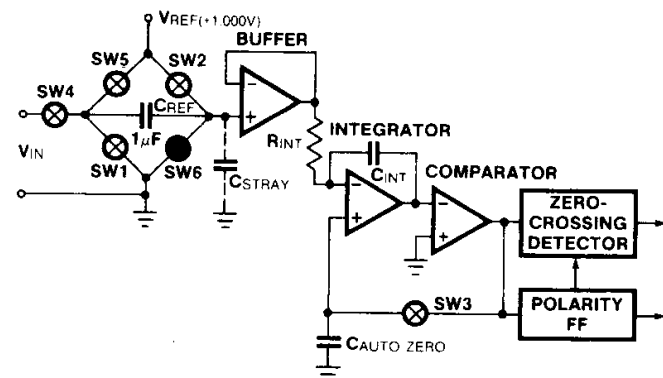 VREF(+1.000V)
BUFFER
SW5
SW2
SW4
CREF
1µF
VIN
SW1
SW6
CSTRAY
RINT
INTEGRATOR
CINT
COMPARATOR
ZERO-
CROSSING
DETECTOR
SW3
POLARITY
FF
CAUTO ZERO
−
+
−
+
−
+